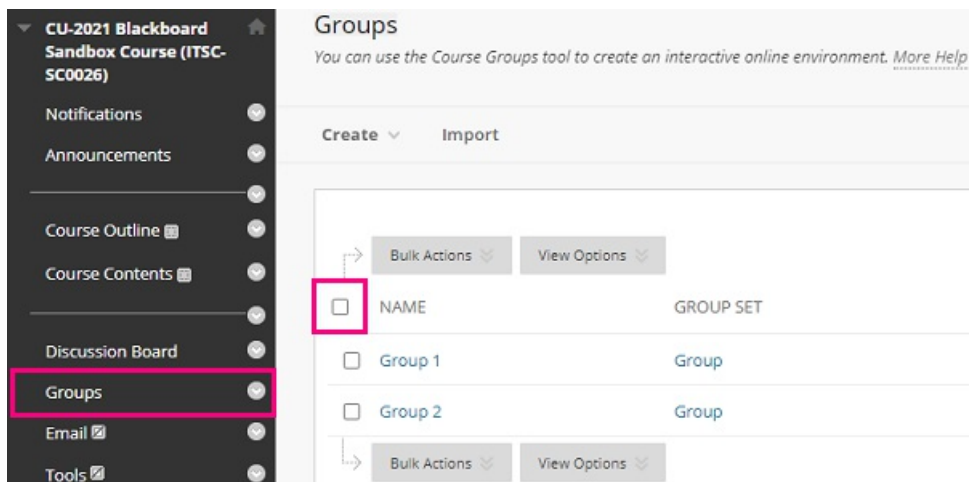 CU-2021 Blackboard
Sandbox Course (ITSC-
SC0026)
Notifications
Announcements
Course Outline
Course Contents
Discussion Board
Groups
Email
Tools
Groups
You can use the Course Groups tool to create an interactive online environment. More Help
Create Import
Bulk Actions View Options
NAME GROUP SET
Group 1 Group
Group 2 Group
Bulk Actions View Options